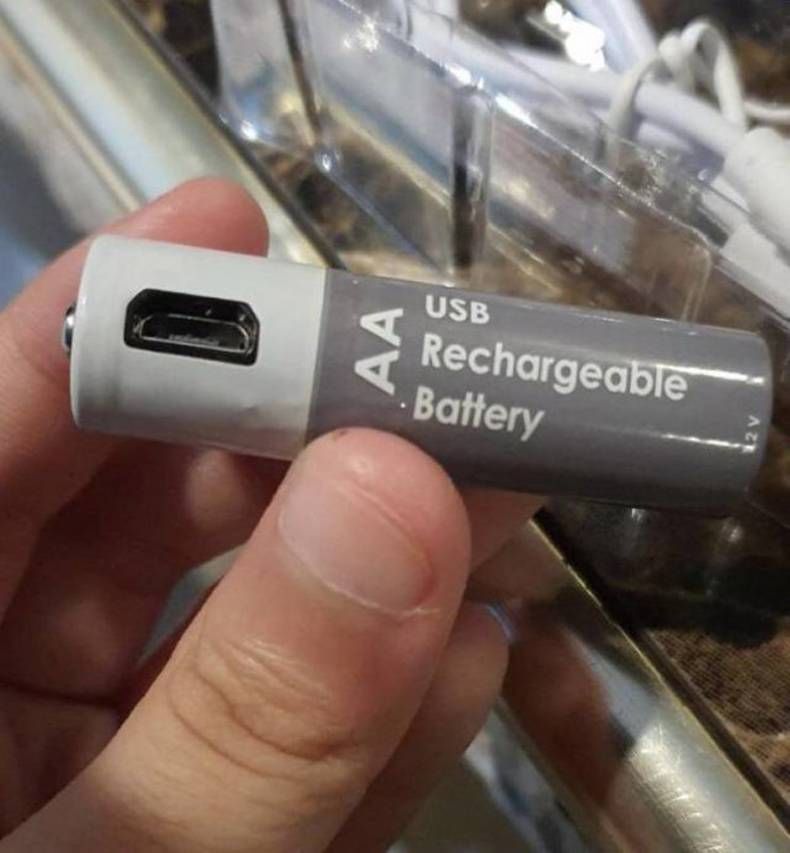 AA
USB
Rechargeable
Battery